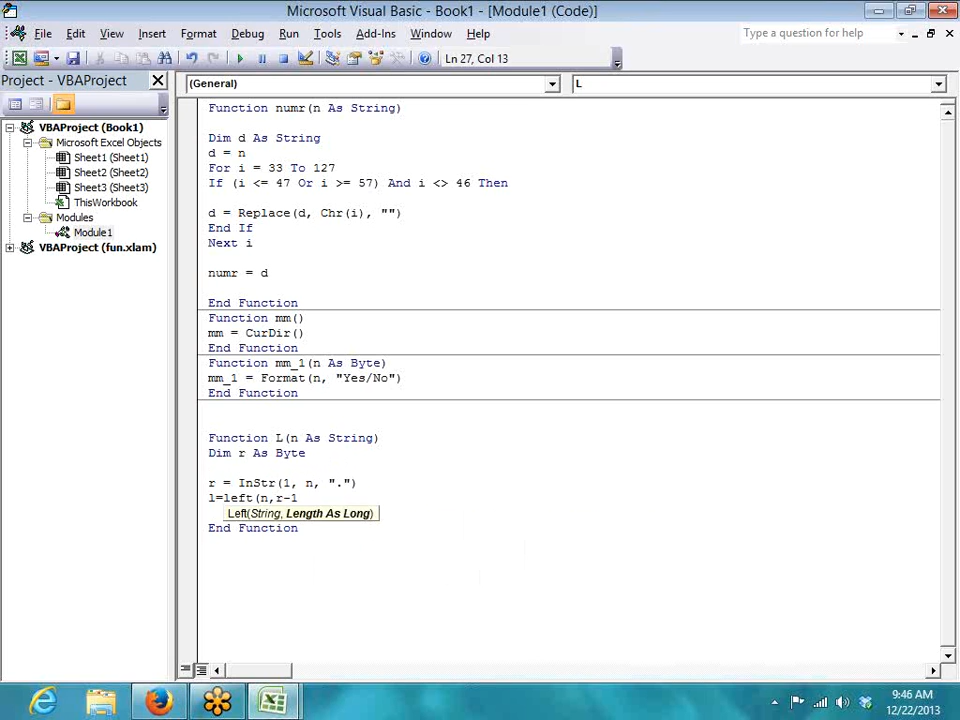 Microsoft Visual Basic - Book1 - [Module1 (Code)]
File Edit View Insert Format Debug Run Tools Add-Ins Window Help
Type a question for help
Ln 27, Col 13
Project - VBAProject
(General)
L
VBAProject (Book1)
Microsoft Excel Objects
Sheet1 (Sheet1)
Sheet2 (Sheet2)
Sheet3 (Sheet3)
ThisWorkbook
Modules
Module1
VBAProject (fun.xlam)
Function numr(n As String)
Dim d As String
d = n
For i = 33 To 127
If (i <= 47 Or i >= 57) And i <> 46 Then
d = Replace(d, Chr(i), "")
End If
Next i
numr = d
End Function
Function mm()
mm = CurDir()
End Function
Function mm_1(n As Byte)
mm_1 = Format(n, "Yes/No")
End Function
Function L(n As String)
Dim r As Byte
r = InStr(1, n, ".")
l=left(n,r-1
Left(String, Length As Long)
End Function
9:46 AM
12/22/2013